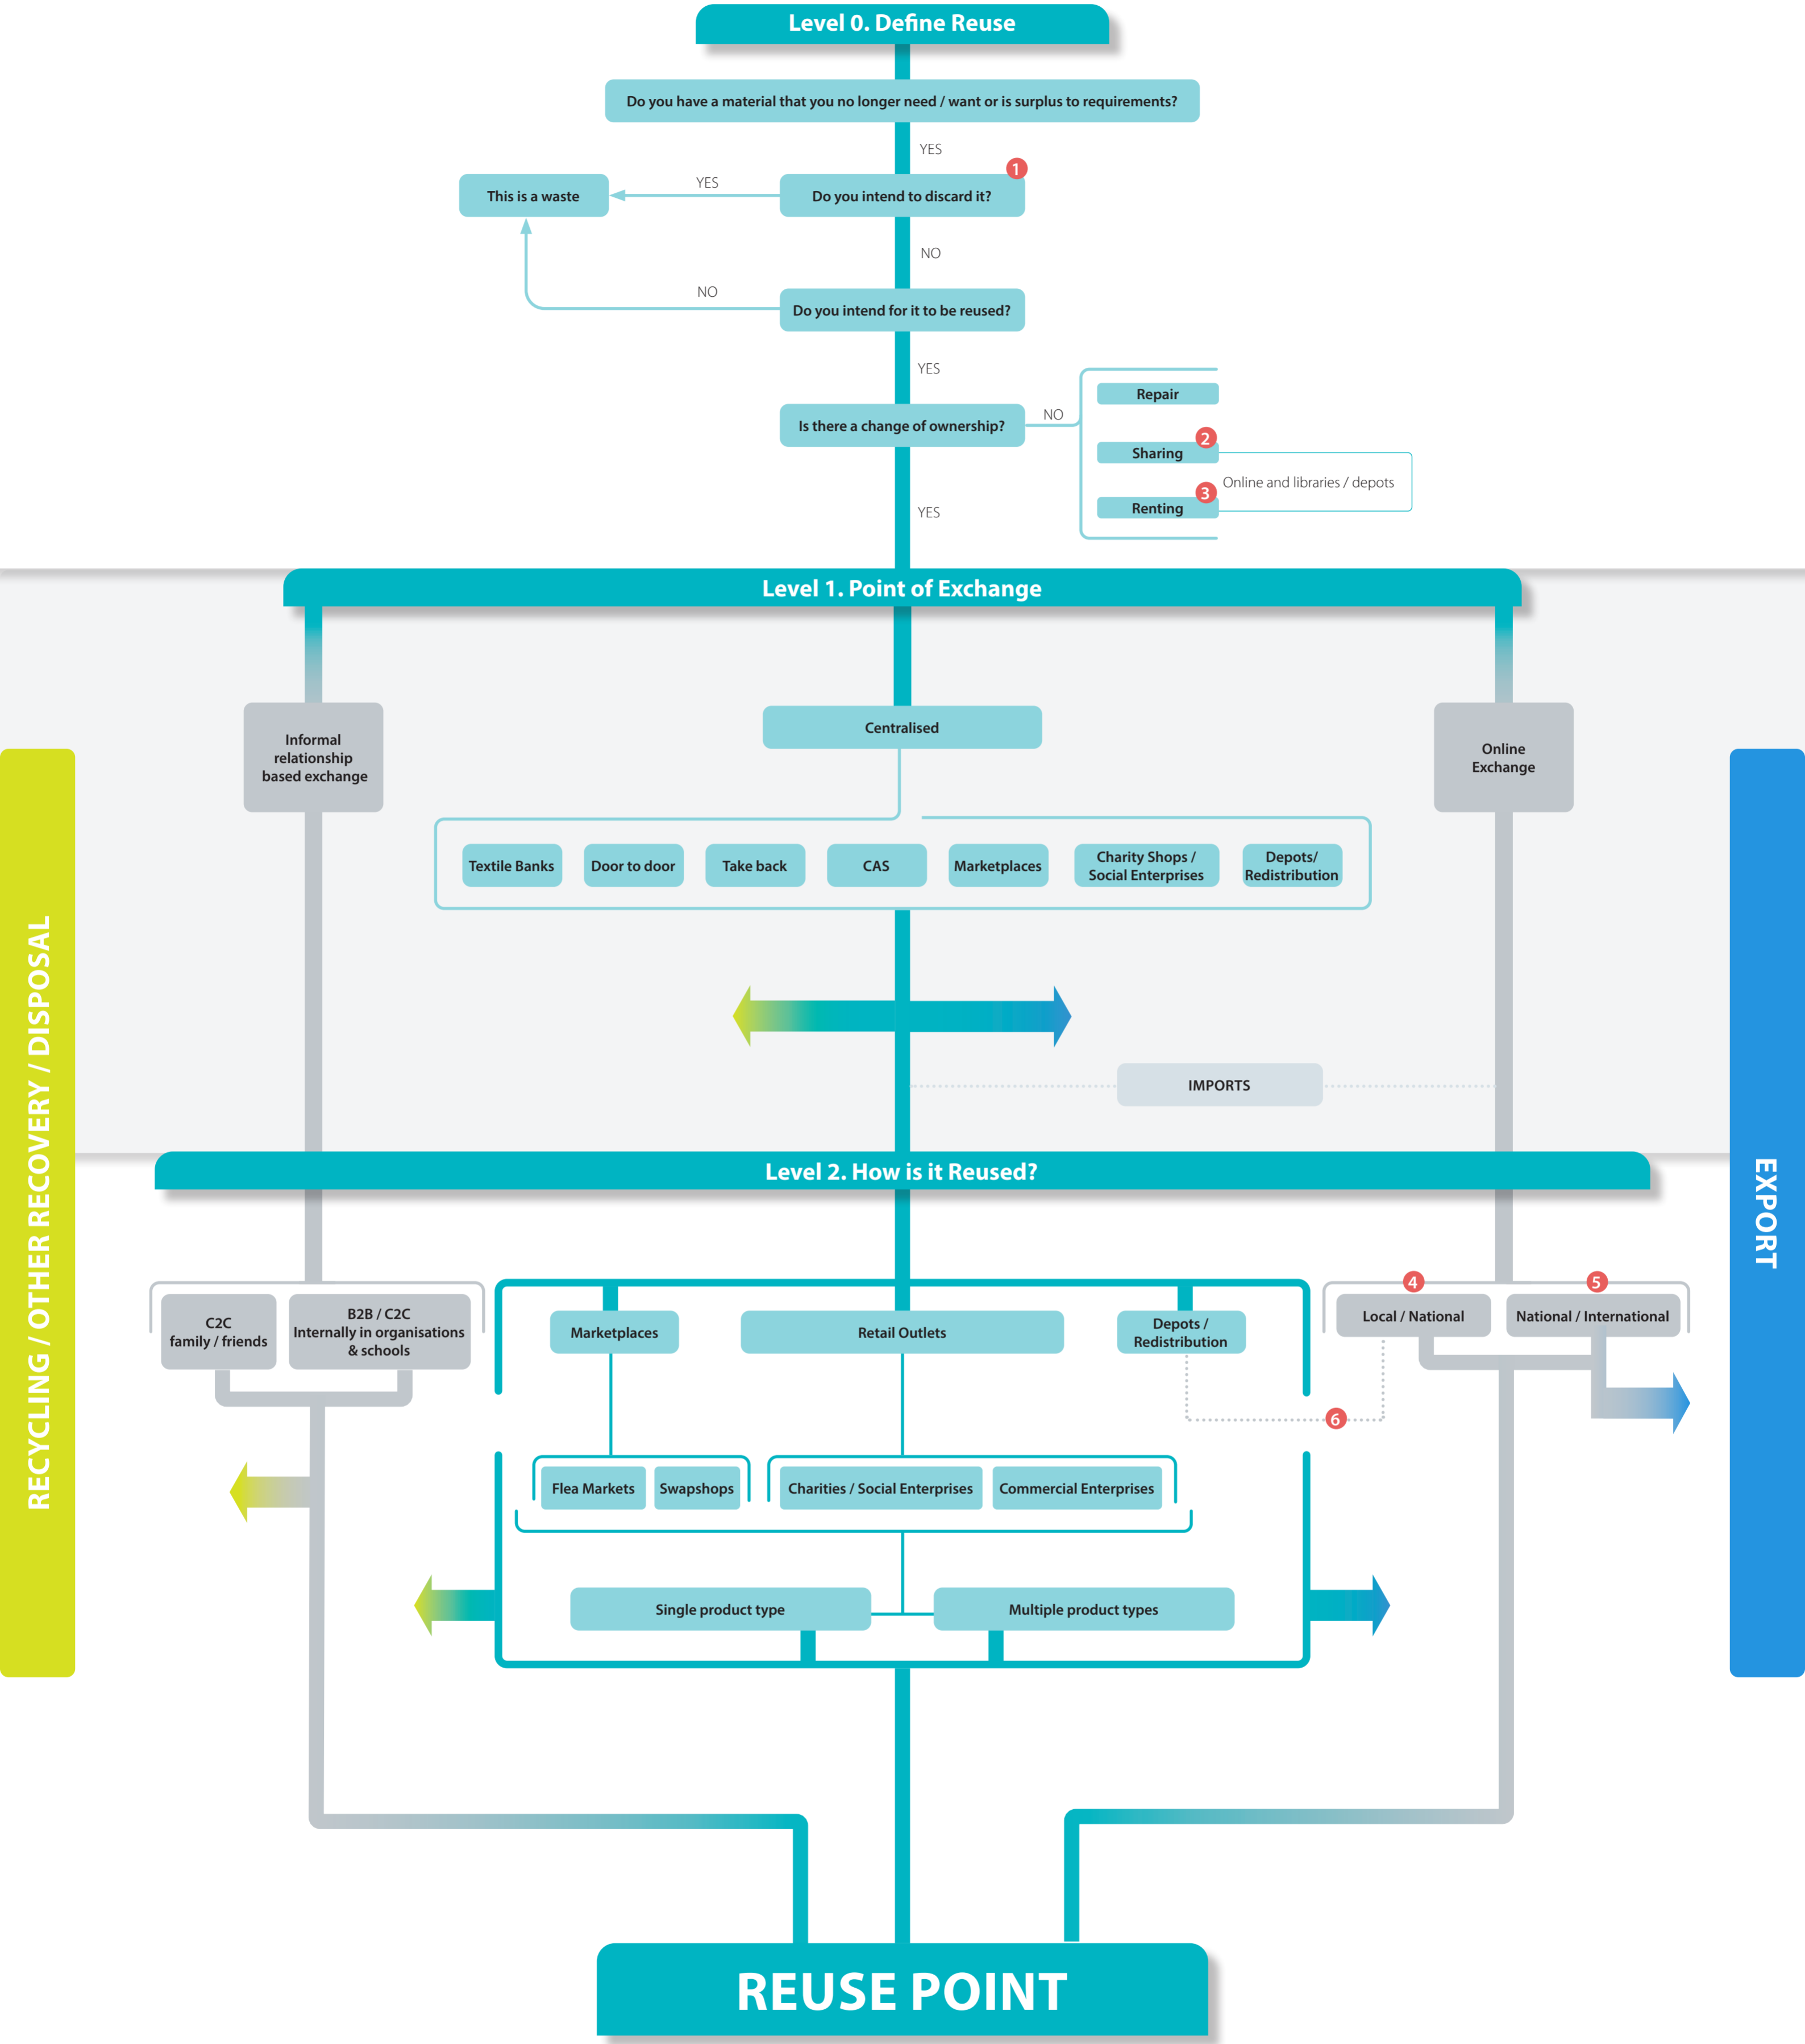 Level 0. Define Reuse
Do you have a material that you no longer need / want or is surplus to requirements?
YES
1
This is a waste
YES
Do you intend to discard it?
NO
NO
Do you intend for it to be reused?
YES
Is there a change of ownership?
NO
Repair
2
Sharing
Online and libraries / depots
3
Renting
YES
Level 1. Point of Exchange
Informal
relationship
based exchange
Centralised
Online
Exchange
Textile Banks
Door to door
Take back
CAS
Marketplaces
Charity Shops /
Social Enterprises
Depots/
Redistribution
IMPORTS
RECYCLING / OTHER RECOVERY / DISPOSAL
EXPORT
Level 2. How is it Reused?
C2C
family / friends
B2B / C2C
Internally in organisations
& schools
Marketplaces
Retail Outlets
Depots /
Redistribution
4
Local / National
5
National / International
6
Flea Markets
Swapshops
Charities / Social Enterprises
Commercial Enterprises
Single product type
Multiple product types
REUSE POINT